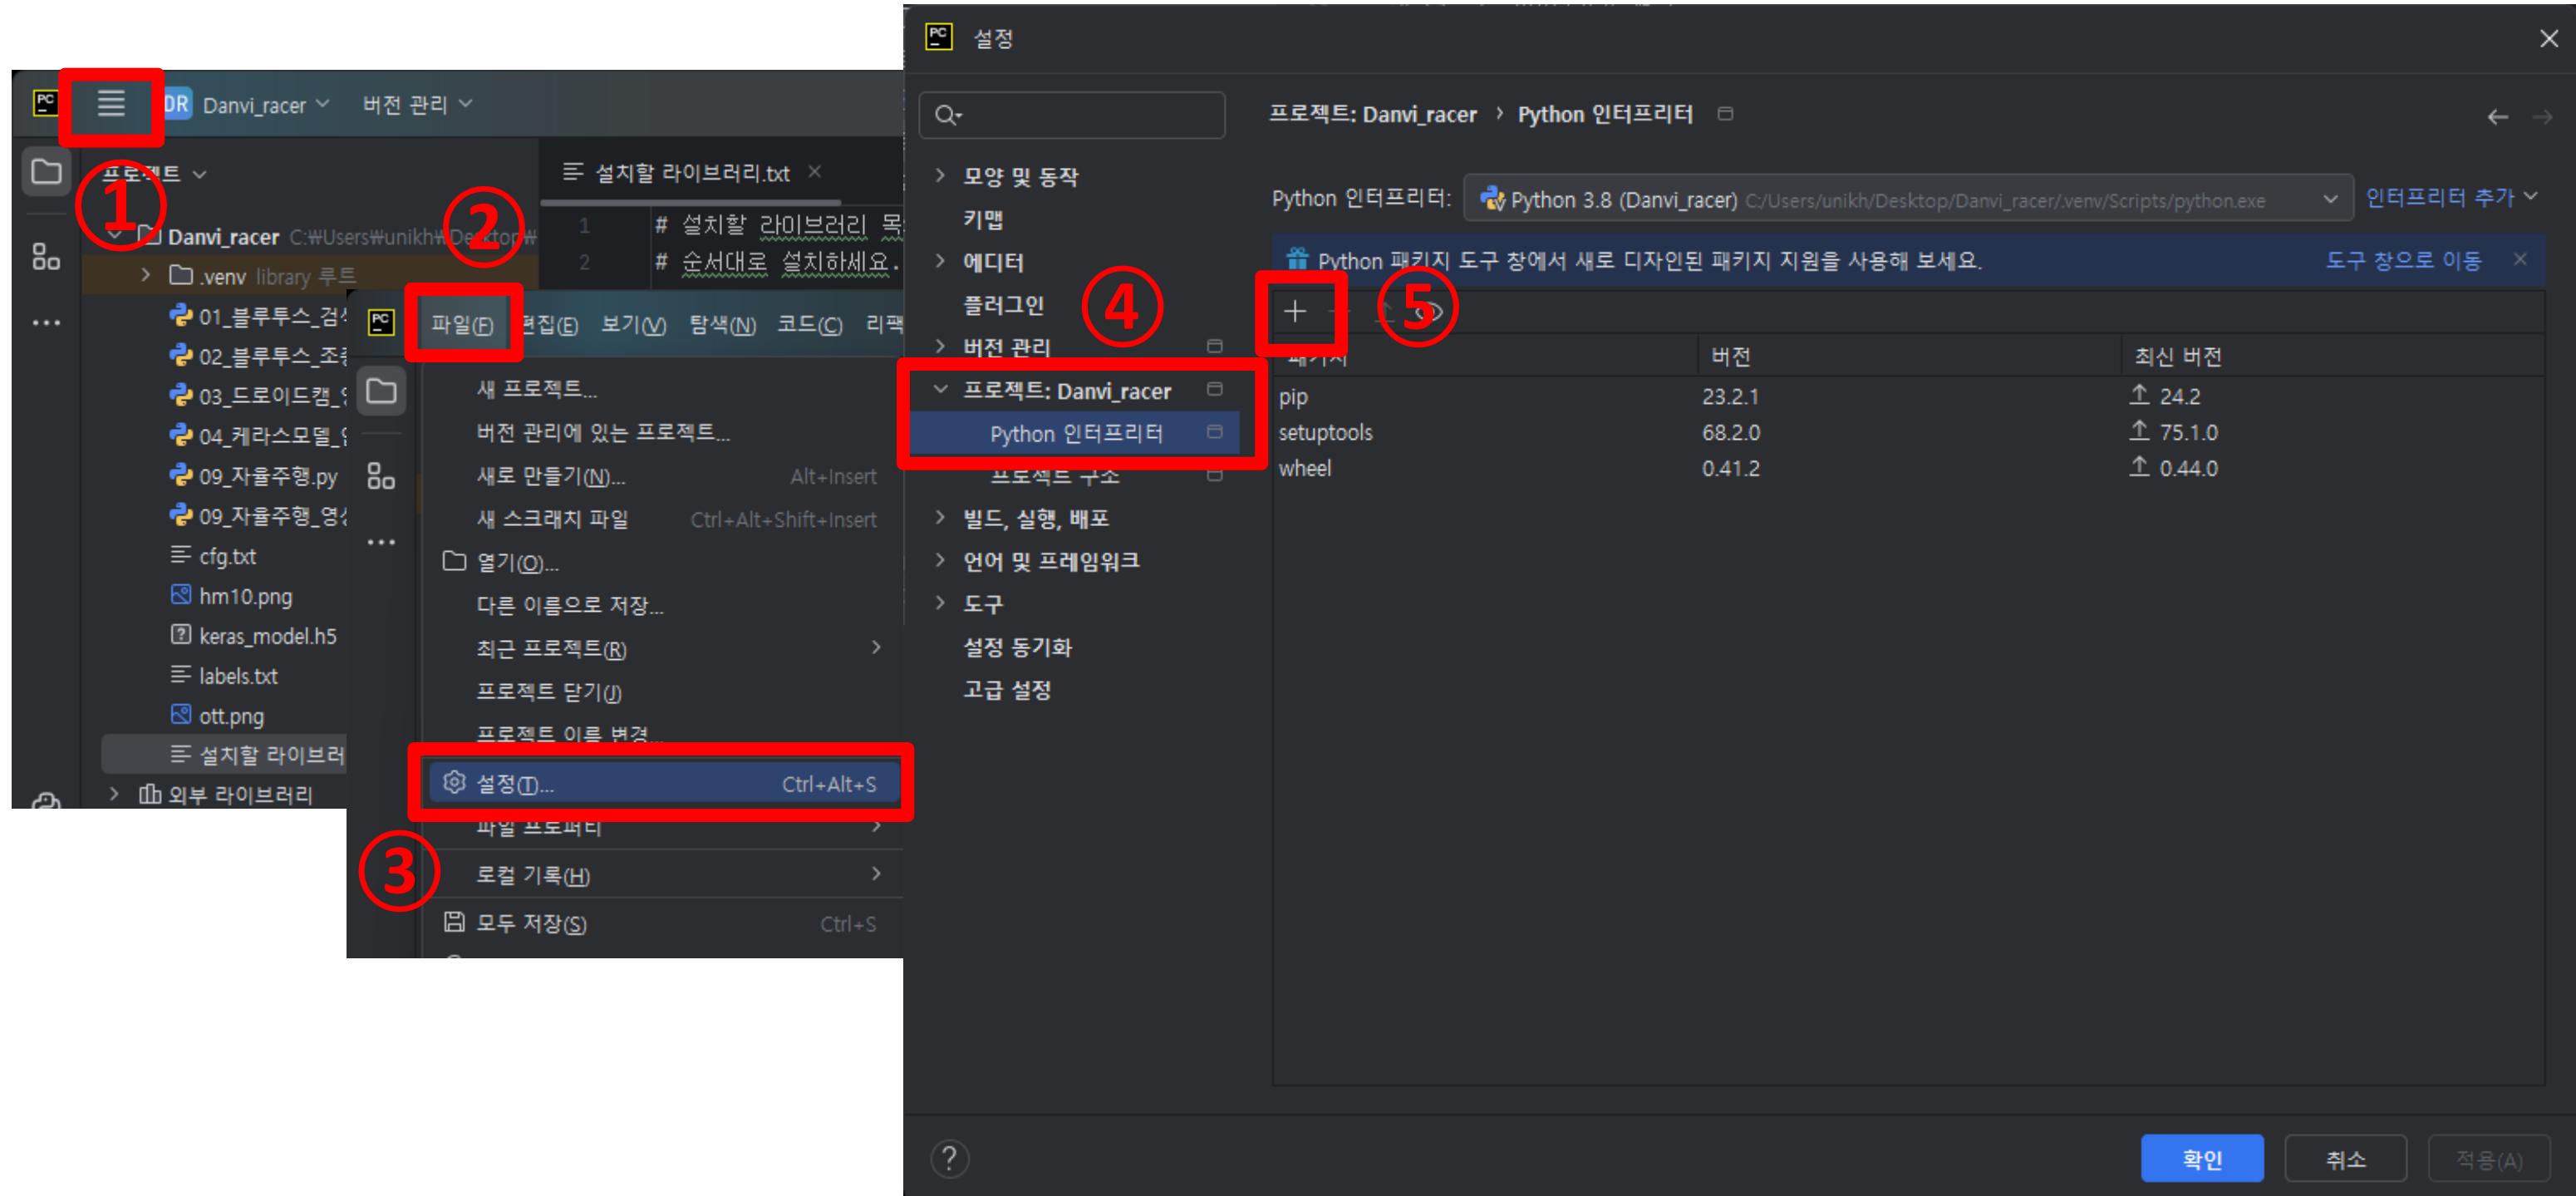 Danvi_racer
버전 관리
①
프로젝트
Danvi_racer C:₩Users₩unikh₩Desktop₩
.venv library 루트
01_블루투스_검색
02_블루투스_조종
03_드로이드캠_
04_케라스모델_
09_자율주행.py
09_자율주행_영상
cfg.txt
hm10.png
keras_model.h5
labels.txt
ott.png
설치할 라이브러
외부 라이브러리
설치할 라이브러리.txt
1 # 설치할 라이브러리 목
2 # 순서대로 설치하세요.
②
파일(F) 편집(E) 보기(V) 탐색(N) 코드(C) 리팩
새 프로젝트...
버전 관리에 있는 프로젝트...
새로 만들기(N)... Alt+Insert
새 스크래치 파일 Ctrl+Alt+Shift+Insert
열기(O)...
다른 이름으로 저장...
최근 프로젝트(R)
프로젝트 닫기(J)
프로젝트 이름 변경...
설정(T)... Ctrl+Alt+S
파일 프로퍼티
③
로컬 기록(H)
모두 저장(S) Ctrl+S
설정
모양 및 동작
키맵
에디터
플러그인
④
버전 관리
프로젝트: Danvi_racer
Python 인터프리터
프로젝트 구조
빌드, 실행, 배포
언어 및 프레임워크
도구
설정 동기화
고급 설정
프로젝트: Danvi_racer › Python 인터프리터
Python 인터프리터: Python 3.8 (Danvi_racer) C:/Users/unikh/Desktop/Danvi_racer/.venv/Scripts/python.exe 인터프리터 추가
Python 패키지 도구 창에서 새로 디자인된 패키지 지원을 사용해 보세요. 도구 창으로 이동
⑤
패키지 버전 최신 버전
pip 23.2.1 24.2
setuptools 68.2.0 75.1.0
wheel 0.41.2 0.44.0
확인 취소 적용(A)